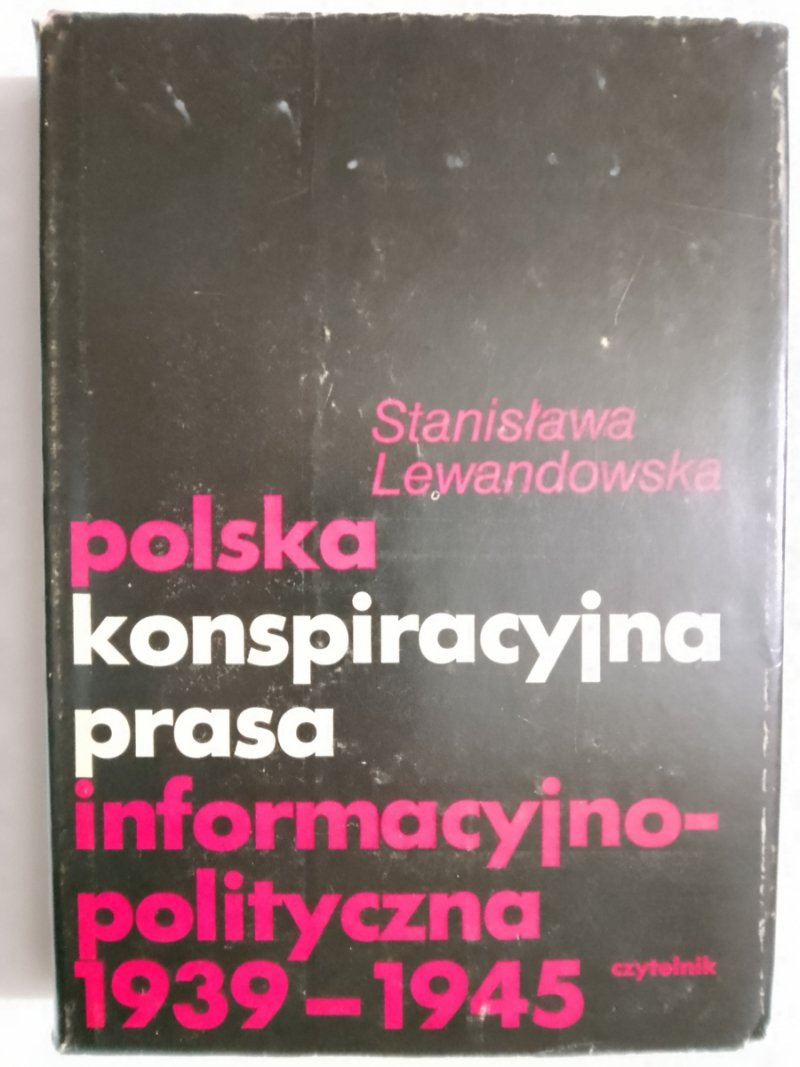 Stanisława
Lewandowska
polska
konspiracyjna
prasa
informacyjno-
polityczna
1939–1945
czytelnik